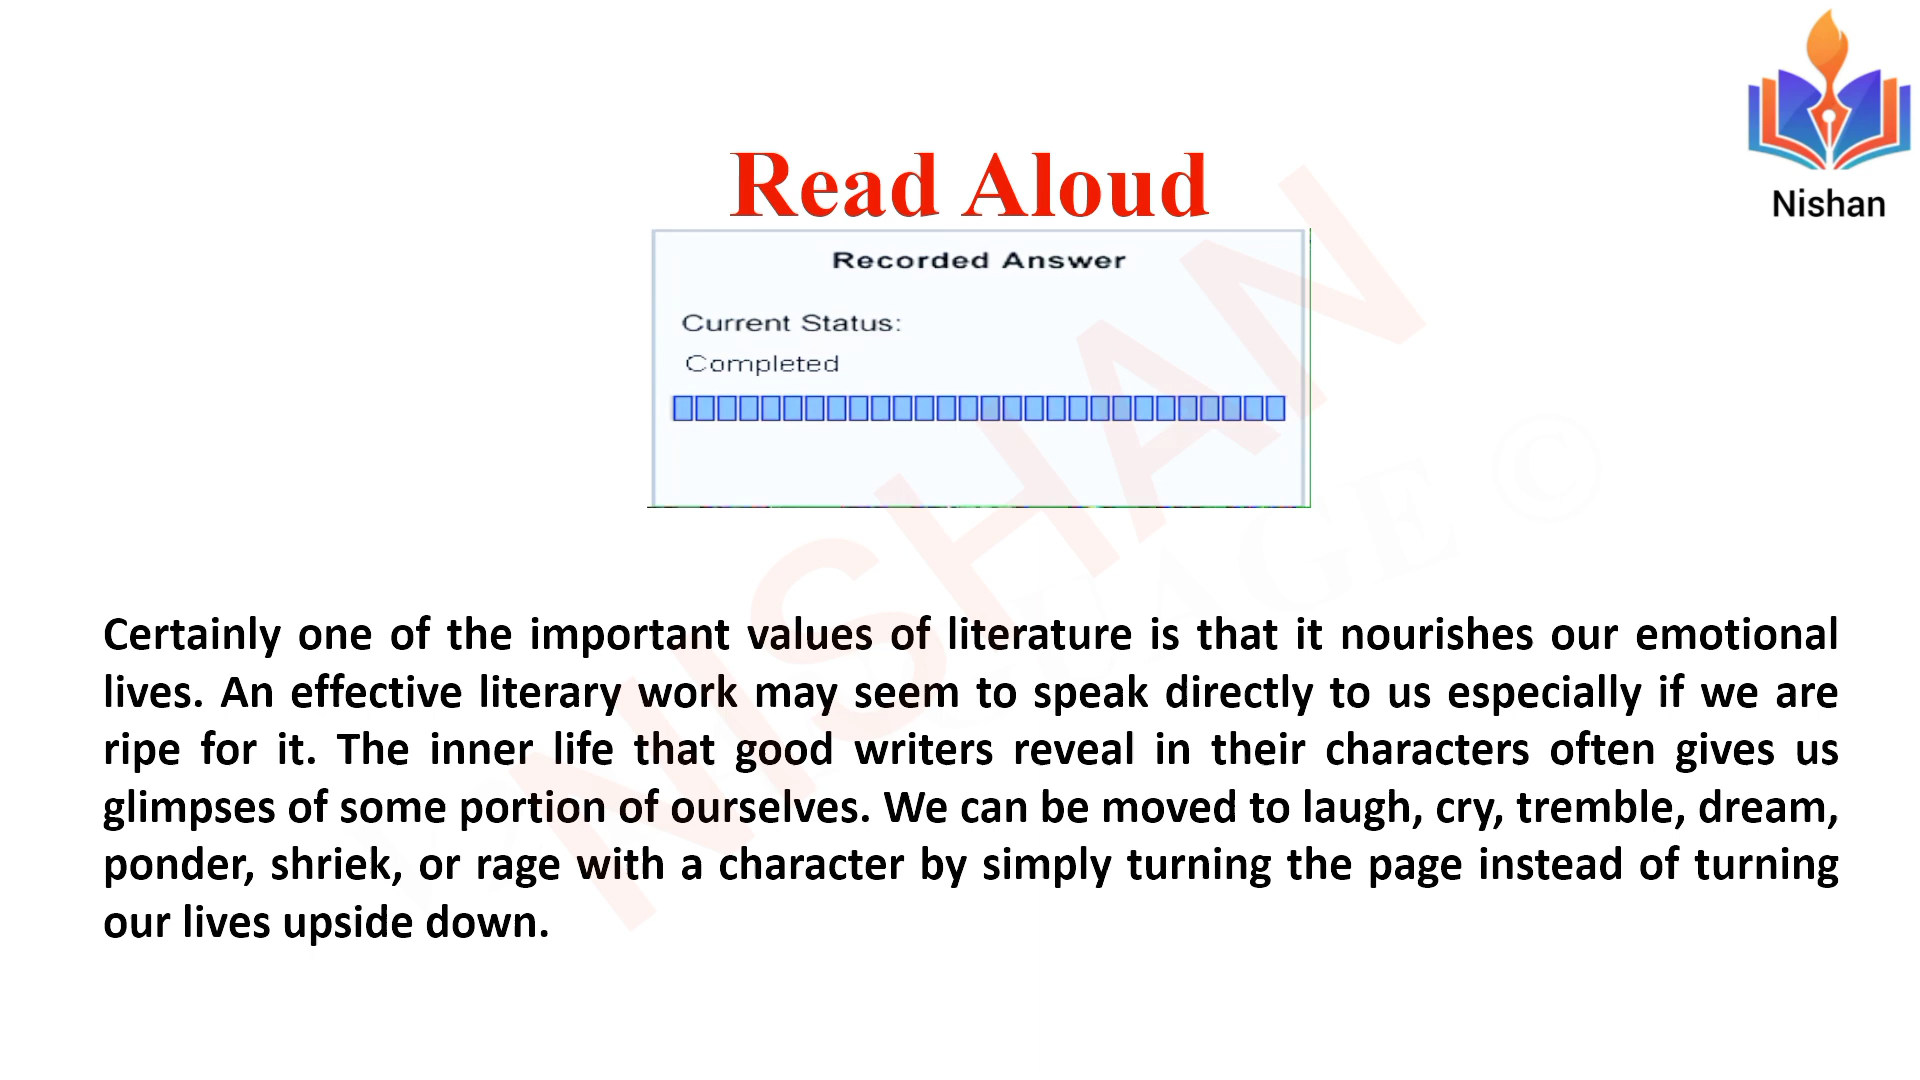 Nishan
Read Aloud
Recorded Answer
Current Status:
Completed
Certainly one of the important values of literature is that it nourishes our emotional
lives. An effective literary work may seem to speak directly to us especially if we are
ripe for it. The inner life that good writers reveal in their characters often gives us
glimpses of some portion of ourselves. We can be moved to laugh, cry, tremble, dream,
ponder, shriek, or rage with a character by simply turning the page instead of turning
our lives upside down.
NISHAN